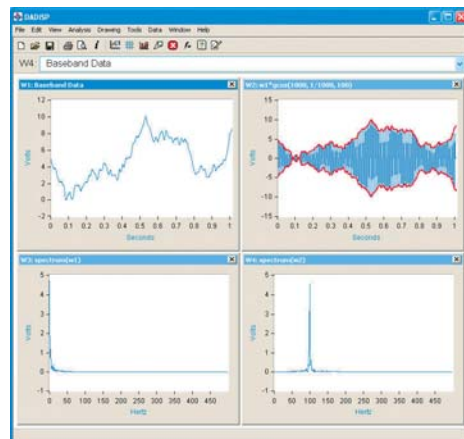 DADiSP
File Edit View Analysis Drawing Tools Data Window Help
W4: Baseband Data
W1: Baseband Data
12
10
8
6
4
2
0
-2
Volts
0 0.1 0.2 0.3 0.4 0.5 0.6 0.7 0.8 0.9 1
Seconds
W2: w1*gcos(1000, 1/1000, 100)
15
10
5
0
-5
-10
-15
Volts
0 0.1 0.2 0.3 0.4 0.5 0.6 0.7 0.8 0.9 1
Seconds
W3: spectrum(w1)
5
4
3
2
1
0
-1
Volts
0 50 100 150 200 250 300 350 400 450
Hertz
W4: spectrum(w2)
5
4
3
2
1
0
-1
Volts
0 50 100 150 200 250 300 350 400 450
Hertz